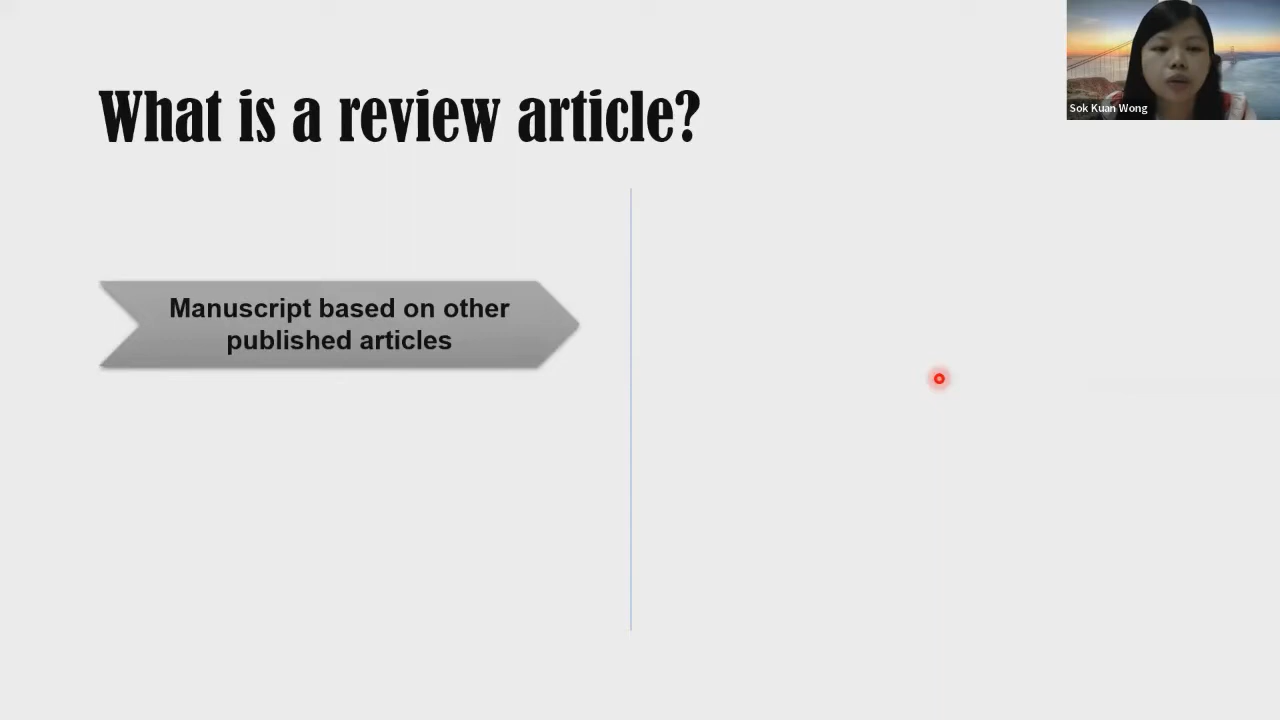 What is a review article?
Sok Kuan Wong
Manuscript based on other
published articles